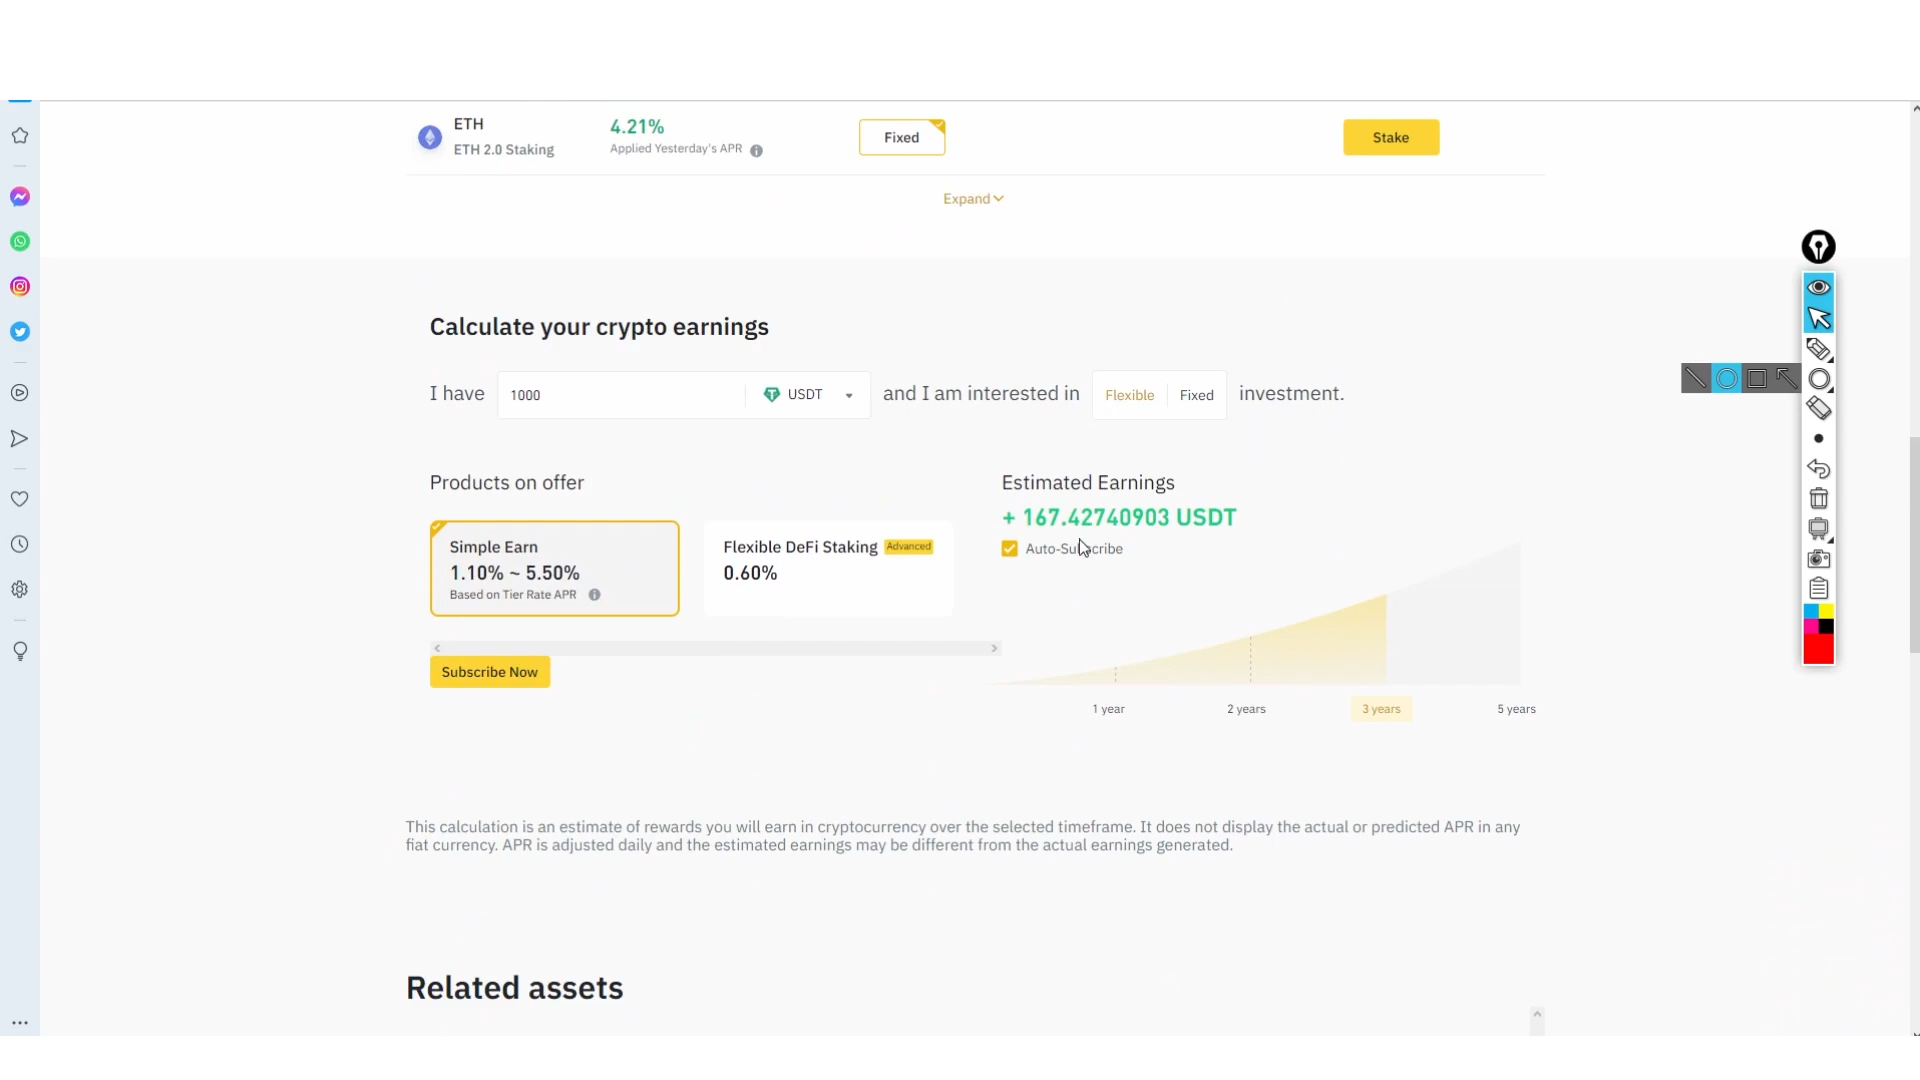 ETH
4.21%
Fixed
Stake
ETH 2.0 Staking
Applied Yesterday's APR
Expand
Calculate your crypto earnings
I have 1000 USDT and I am interested in Flexible Fixed investment.
Products on offer
Estimated Earnings
+ 167.42740903 USDT
Auto-Subscribe
Simple Earn
1.10% ~ 5.50%
Based on Tier Rate APR
Flexible DeFi Staking Advanced
0.60%
Subscribe Now
1 year 2 years 3 years 5 years
This calculation is an estimate of rewards you will earn in cryptocurrency over the selected timeframe. It does not display the actual or predicted APR in any
fiat currency. APR is adjusted daily and the estimated earnings may be different from the actual earnings generated.
Related assets